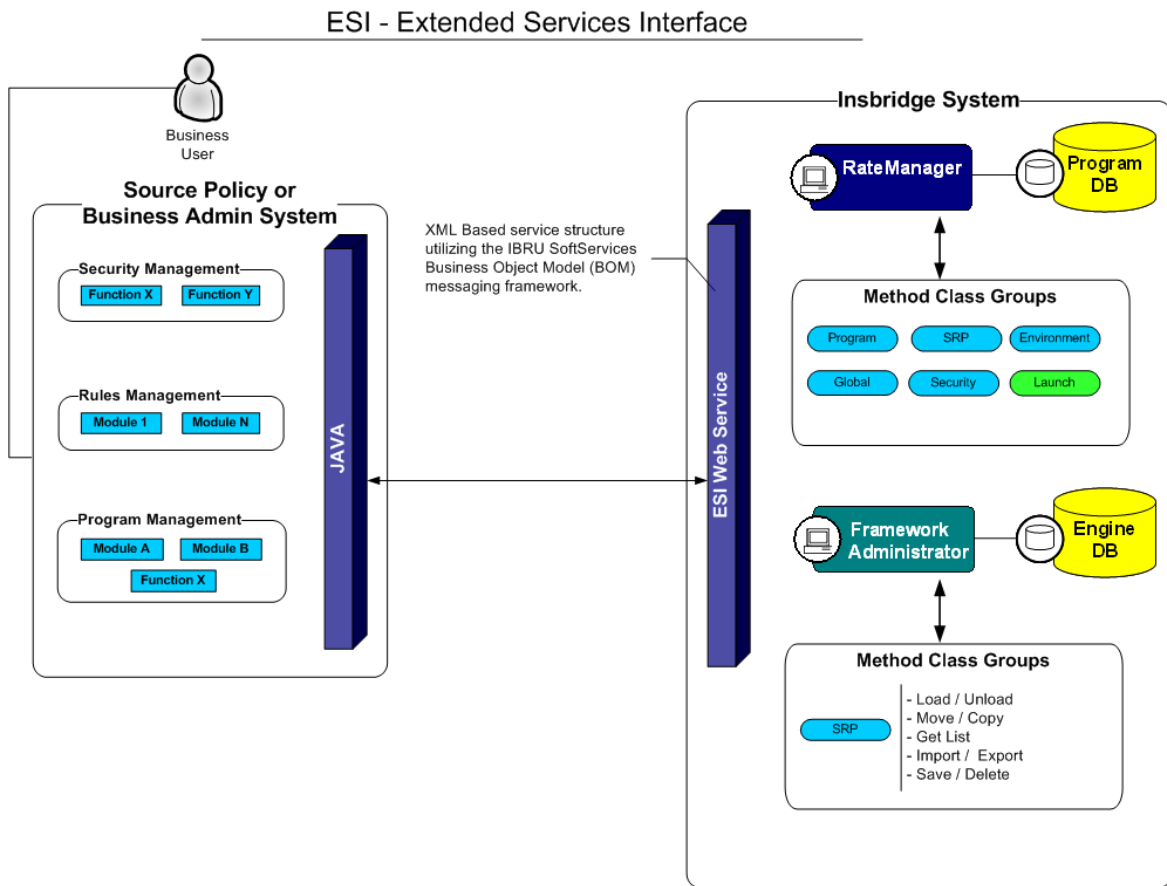 ESI - Extended Services Interface
Business
User
Source Policy or
Business Admin System
Security Management
Function X
Function Y
Rules Management
Module 1
Module N
Program Management
Module A
Module B
Function X
JAVA
XML Based service structure
utilizing the IBRU SoftServices
Business Object Model (BOM)
messaging framework.
ESI Web Service
Insbridge System
RateManager
Program
DB
Method Class Groups
Program
SRP
Environment
Global
Security
Launch
Framework
Administrator
Engine
DB
Method Class Groups
SRP
- Load / Unload
- Move / Copy
- Get List
- Import /  Export
- Save / Delete